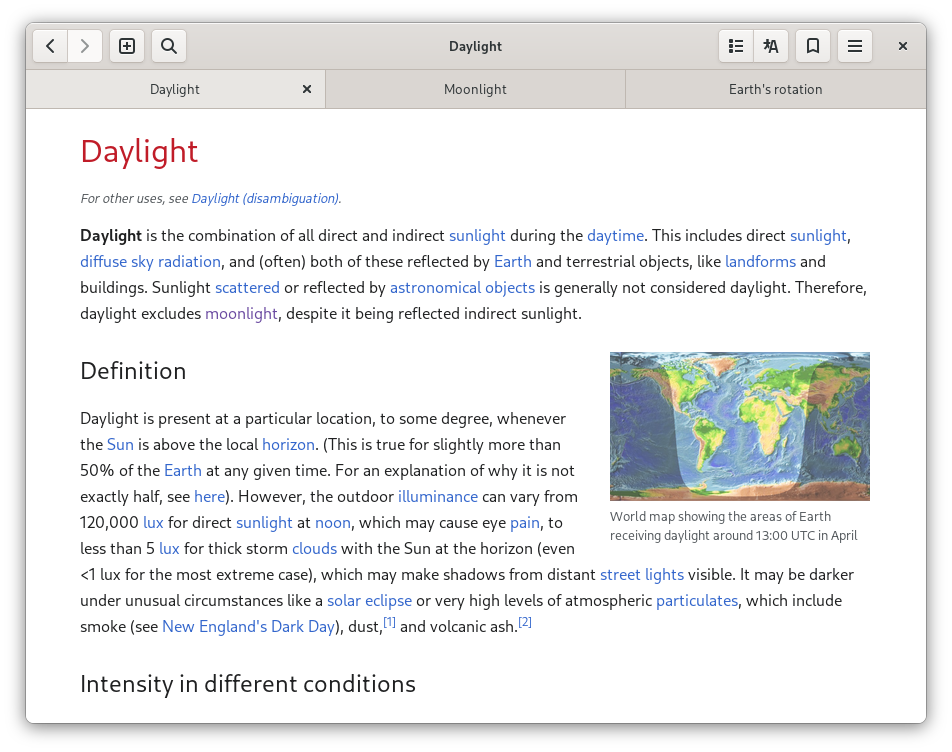 Daylight
Daylight
Moonlight
Earth's rotation
Daylight
For other uses, see Daylight (disambiguation).
Daylight is the combination of all direct and indirect sunlight during the daytime. This includes direct sunlight,
diffuse sky radiation, and (often) both of these reflected by Earth and terrestrial objects, like landforms and
buildings. Sunlight scattered or reflected by astronomical objects is generally not considered daylight. Therefore,
daylight excludes moonlight, despite it being reflected indirect sunlight.
Definition
Daylight is present at a particular location, to some degree, whenever
the Sun is above the local horizon. (This is true for slightly more than
50% of the Earth at any given time. For an explanation of why it is not
exactly half, see here). However, the outdoor illuminance can vary from
120,000 lux for direct sunlight at noon, which may cause eye pain, to
less than 5 lux for thick storm clouds with the Sun at the horizon (even
<1 lux for the most extreme case), which may make shadows from distant street lights visible. It may be darker
under unusual circumstances like a solar eclipse or very high levels of atmospheric particulates, which include
smoke (see New England's Dark Day), dust,[1] and volcanic ash.[2]
World map showing the areas of Earth
receiving daylight around 13:00 UTC in April
Intensity in different conditions